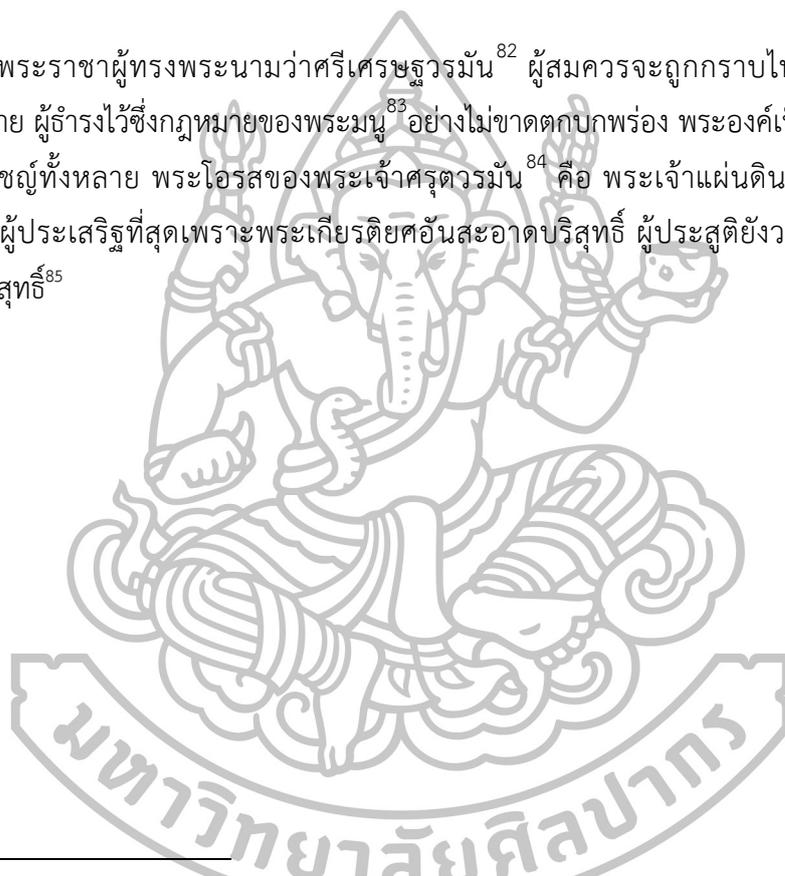 พระราชาผู้ทรงพระนามว่าศรีเศรษฐวรมัน82 ผู้สมควรจะถูกกราบไห
าย ผู้ธำรงไว้ซึ่งกฎหมายของพระมนู83อย่างไม่ขาดตกบกพร่อง พระองค์เป็
ชญ์ทั้งหลาย พระโอรสของพระเจ้าศรุตวรมัน84 คือ พระเจ้าแผ่นดิน
ผู้ประเสริฐที่สุดเพราะพระเกียรติยศอันสะอาดบริสุทธิ์ ผู้ประสูติยังว
สุทธิ์85
มหาวิทยาลัยศิลปากร